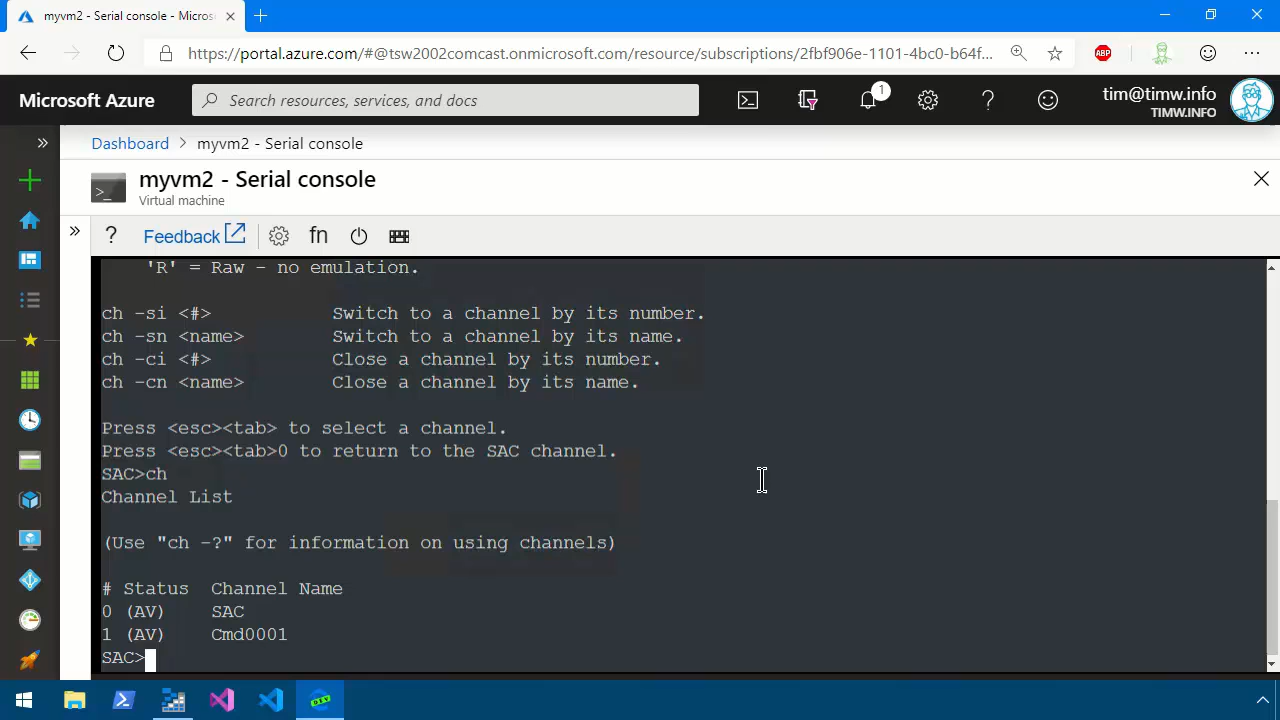 myvm2 - Serial console - Micros
https://portal.azure.com/#@tsw2002comcast.onmicrosoft.com/resource/subscriptions/2fbf906e-1101-4bc0-b64f...
ABP
Microsoft Azure
Search resources, services, and docs
1
tim@timw.info
TIMW.INFO
Dashboard > myvm2 - Serial console
myvm2 - Serial console
Virtual machine
? Feedback fn
'R' = Raw - no emulation.
ch -si <#> Switch to a channel by its number.
ch -sn <name> Switch to a channel by its name.
ch -ci <#> Close a channel by its number.
ch -cn <name> Close a channel by its name.
Press <esc><tab> to select a channel.
Press <esc><tab>0 to return to the SAC channel.
SAC>ch
Channel List
(Use "ch -?" for information on using channels)
# Status Channel Name
0 (AV) SAC
1 (AV) Cmd0001
SAC>
DEV